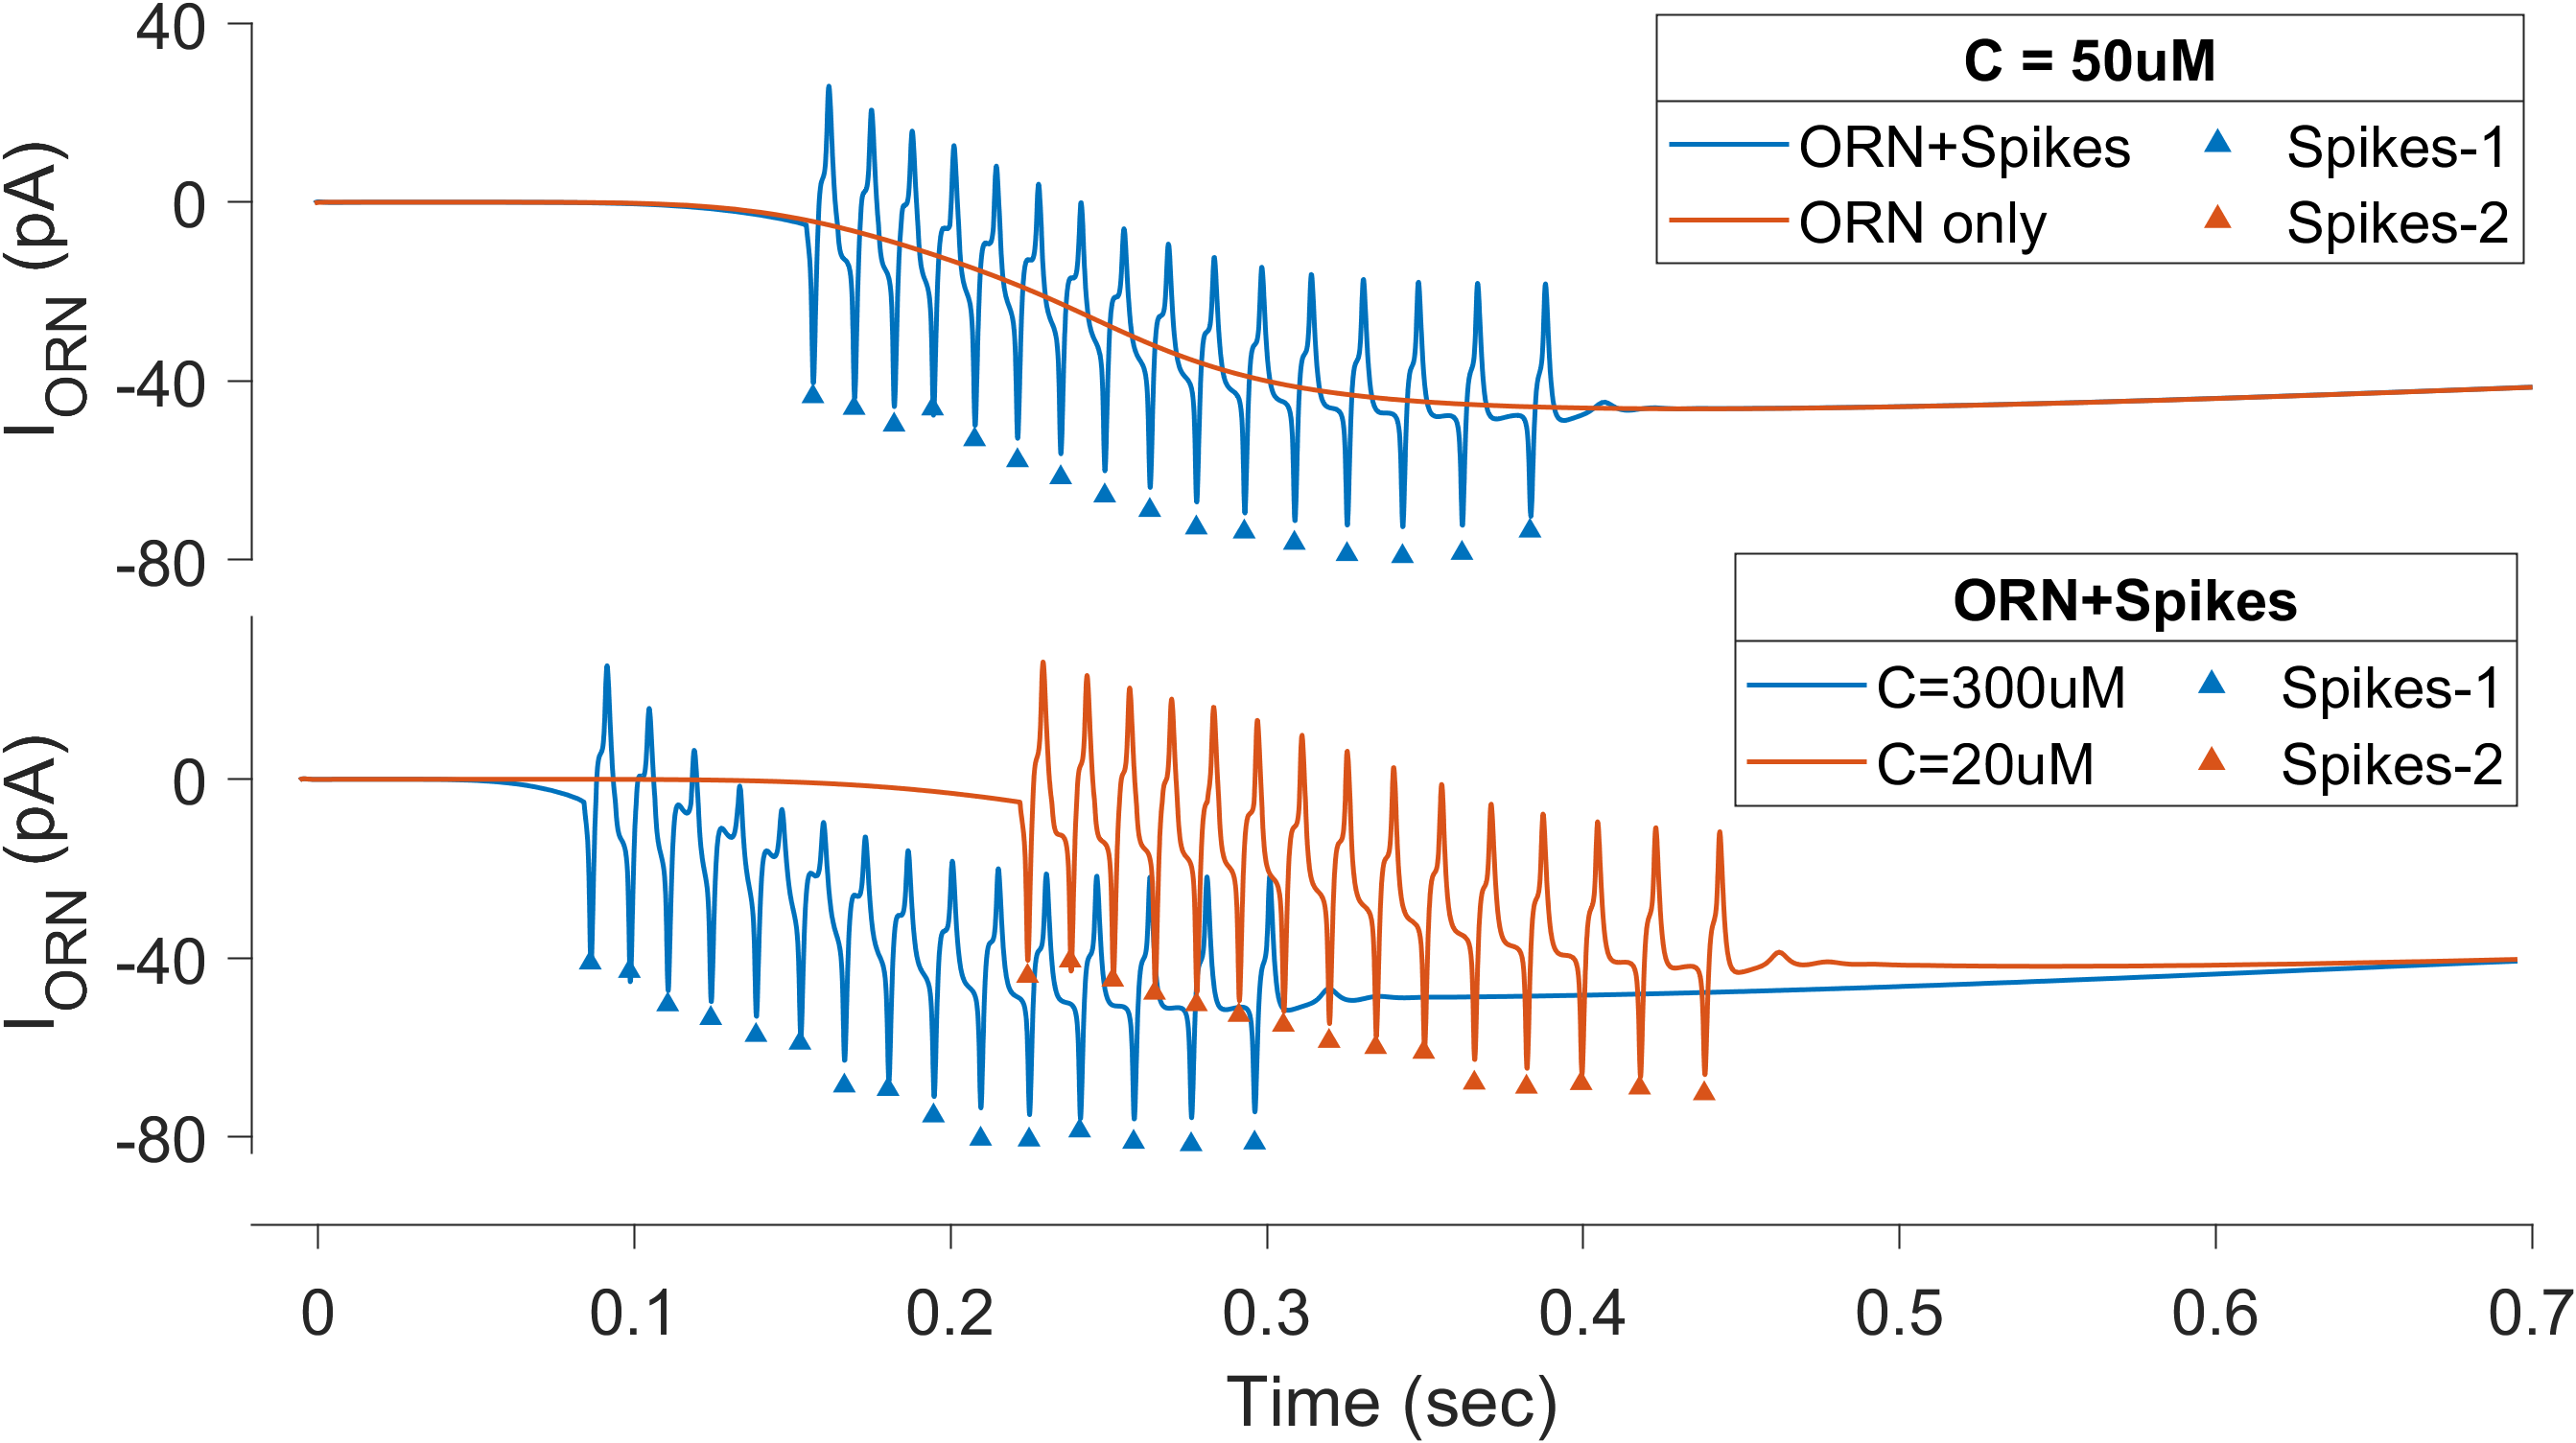 40
0
-40
-80
I_ORN (pA)
C = 50uM
ORN+Spikes Spikes-1
ORN only Spikes-2
0
-40
-80
I_ORN (pA)
ORN+Spikes
C=300uM Spikes-1
C=20uM Spikes-2
0 0.1 0.2 0.3 0.4 0.5 0.6 0.7
Time (sec)